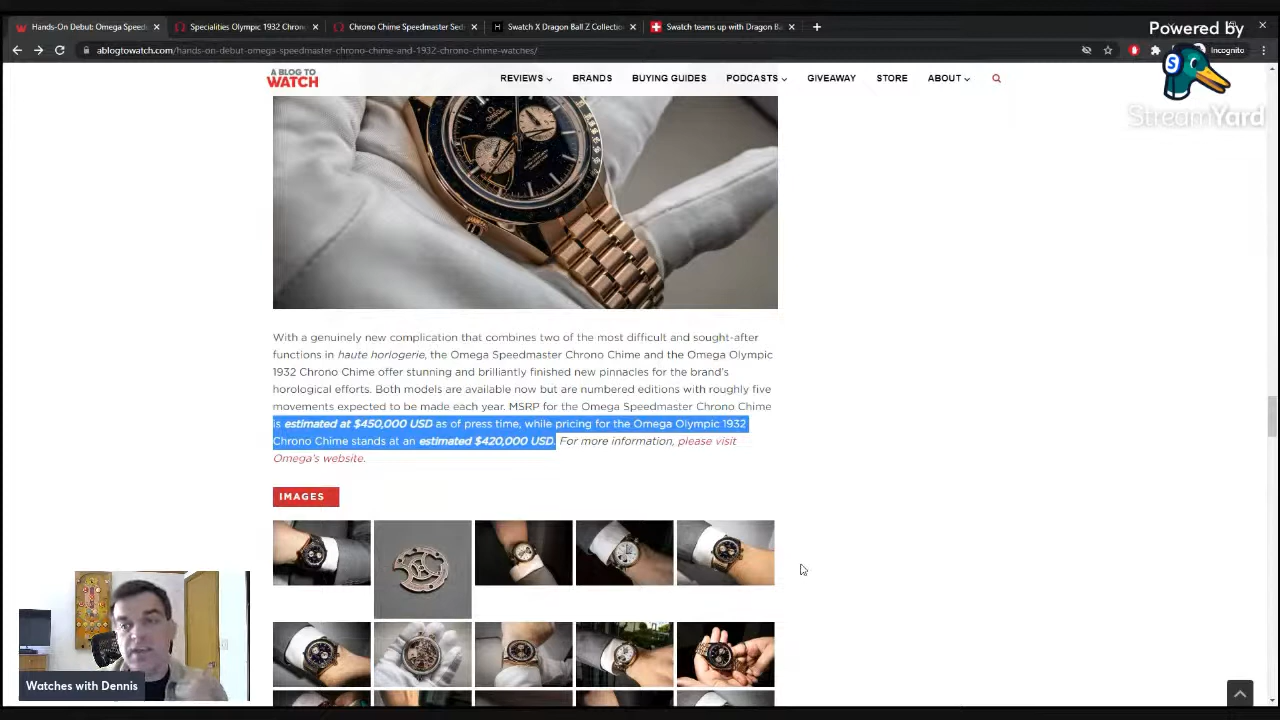 Hands-On Debut: Omega Speed
Specialities Olympic 1932 Chron
Chrono Chime Speedmaster Sed
Swatch X Dragon Ball Z Collectio
Swatch teams up with Dragon Ba
Powered by
StreamYard
ablogtowatch.com/hands-on-debut-omega-speedmaster-chrono-chime-and-1932-chrono-chime-watches/
Incognito
A BLOG TO
WATCH
REVIEWS
BRANDS
BUYING GUIDES
PODCASTS
GIVEAWAY
STORE
ABOUT
With a genuinely new complication that combines two of the most difficult and sought-after
functions in haute horlogerie, the Omega Speedmaster Chrono Chime and the Omega Olympic
1932 Chrono Chime offer stunning and brilliantly finished new pinnacles for the brand's
horological efforts. Both models are available now but are numbered editions with roughly five
movements expected to be made each year. MSRP for the Omega Speedmaster Chrono Chime
is estimated at $450,000 USD as of press time, while pricing for the Omega Olympic 1932
Chrono Chime stands at an estimated $420,000 USD. For more information, please visit
Omega's website.
IMAGES
Watches with Dennis